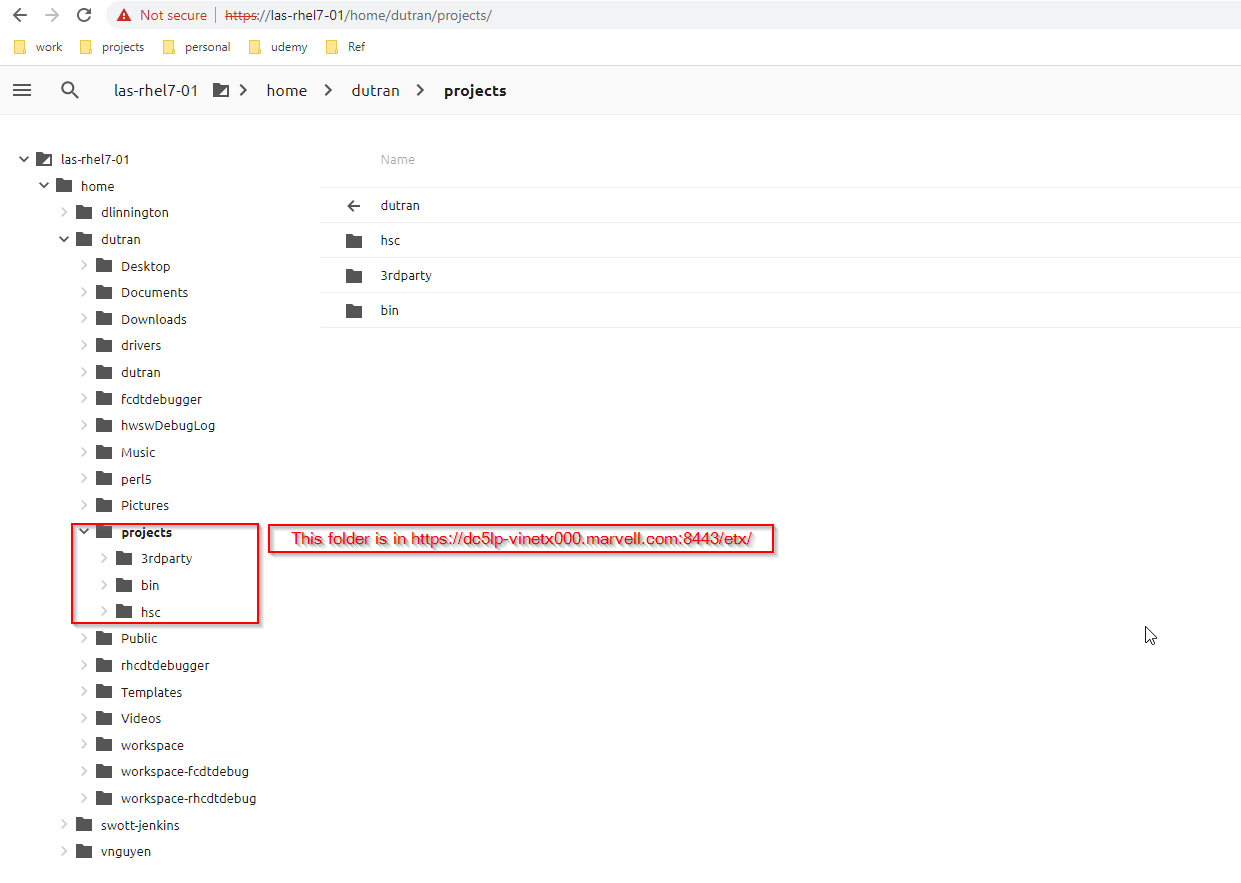 Not secure | https://las-rhel7-01/home/dutran/projects/
work projects personal udemy Ref
las-rhel7-01 home dutran projects
las-rhel7-01
home
dlinnington
dutran
Desktop
Documents
Downloads
drivers
dutran
fcdtdebugger
hwswDebugLog
Music
perl5
Pictures
projects
3rdparty
bin
hsc
Public
rhcdtdebugger
Templates
Videos
workspace
workspace-fcdtdebug
workspace-rhcdtdebug
swott-jenkins
vnguyen
Name
dutran
hsc
3rdparty
bin
This folder is in https://dc5lp-vinetx000.marvell.com:8443/etx/